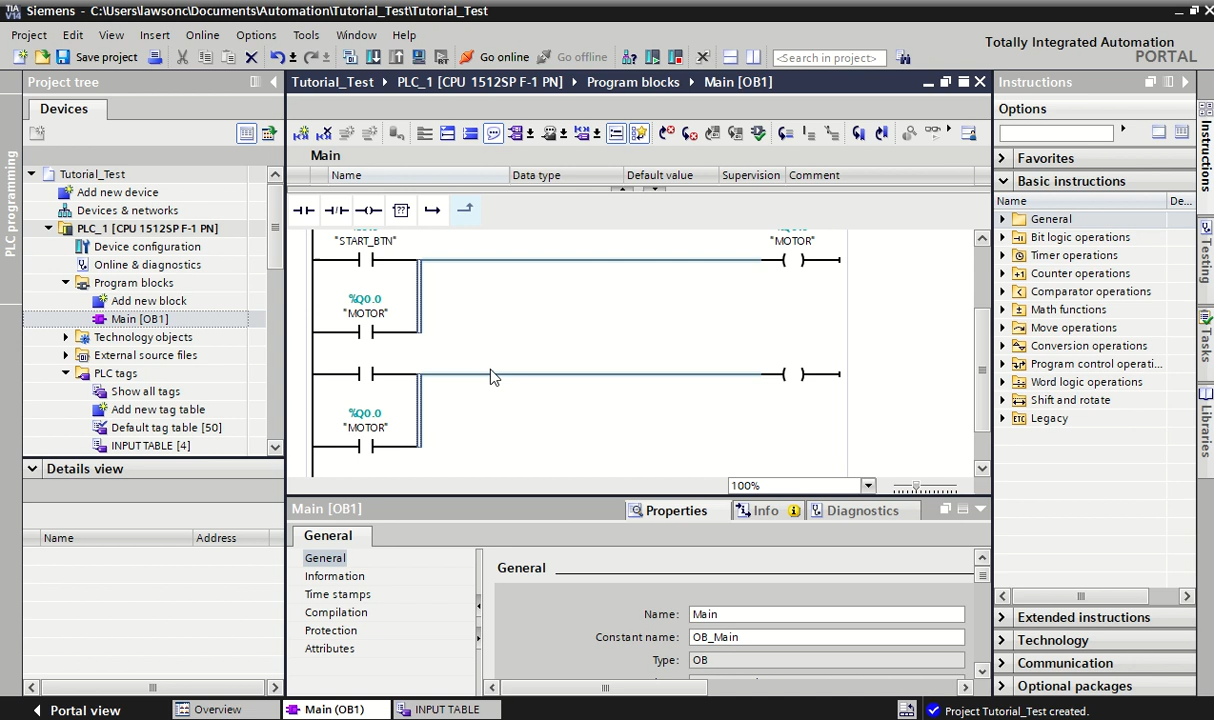 TIA
V14
Siemens - C:\Users\lawsonc\Documents\Automation\Tutorial_Test\Tutorial_Test
Project Edit View Insert Online Options Tools Window Help
Save project Go online Go offline <Search in project>
Totally Integrated Automation
PORTAL
Project tree
Tutorial_Test PLC_1 [CPU 1512SP F-1 PN] Program blocks Main [OB1]
Instructions
Devices
Options
PLC programming
Main
Name Data type Default value Supervision Comment
Tutorial_Test
Add new device
Devices & networks
PLC_1 [CPU 1512SP F-1 PN]
Device configuration
Online & diagnostics
Program blocks
Add new block
Main [OB1]
Technology objects
External source files
PLC tags
Show all tags
Add new tag table
Default tag table [50]
INPUT TABLE [4]
Details view
Name Address
??
"START_BTN" "MOTOR"
%Q0.0
"MOTOR"
%Q0.0
"MOTOR"
100%
Main [OB1]
Properties Info Diagnostics
General
General
Information
Time stamps
Compilation
Protection
Attributes
General
Name: Main
Constant name: OB_Main
Type: OB
Favorites
Basic instructions
Name De...
General
Bit logic operations
Timer operations
Counter operations
Comparator operations
Math functions
Move operations
Conversion operations
Program control operati...
Word logic operations
Shift and rotate
Legacy
Extended instructions
Technology
Communication
Optional packages
Instructions
Testing
Tasks
Libraries
Portal view Overview Main (OB1) INPUT TABLE Project Tutorial_Test created.